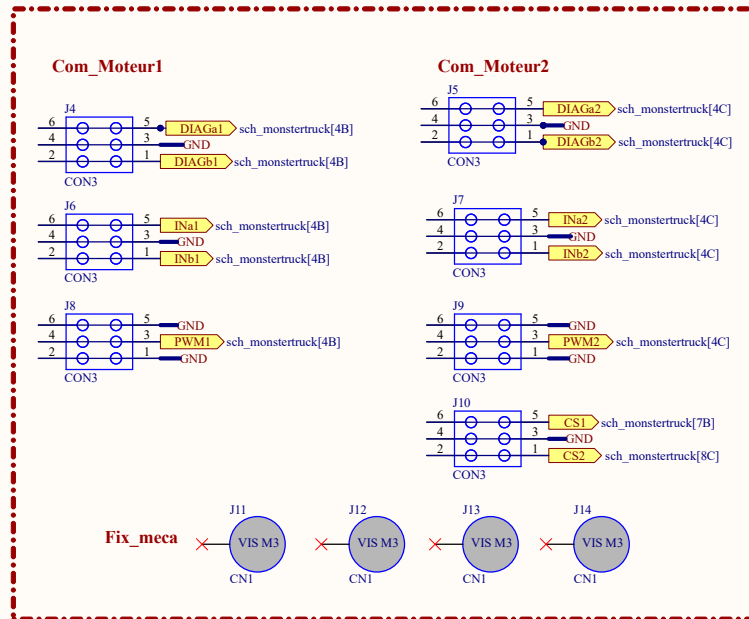 Com_Moteur1
J4
6 5 DIAGa1 sch_monstertruck[4B]
4 3 GND
2 1 DIAGb1 sch_monstertruck[4B]
CON3
J6
6 5 INa1 sch_monstertruck[4B]
4 3 GND
2 1 INb1 sch_monstertruck[4B]
CON3
J8
6 5 GND
4 3 PWM1 sch_monstertruck[4B]
2 1 GND
CON3
Com_Moteur2
J5
6 5 DIAGa2 sch_monstertruck[4C]
4 3 GND
2 1 DIAGb2 sch_monstertruck[4C]
CON3
J7
6 5 INa2 sch_monstertruck[4C]
4 3 GND
2 1 INb2 sch_monstertruck[4C]
CON3
J9
6 5 GND
4 3 PWM2 sch_monstertruck[4C]
2 1 GND
CON3
J10
6 5 CS1 sch_monstertruck[7B]
4 3 GND
2 1 CS2 sch_monstertruck[8C]
CON3
Fix_meca
J11 J12 J13 J14
VIS M3 VIS M3 VIS M3 VIS M3
CN1 CN1 CN1 CN1